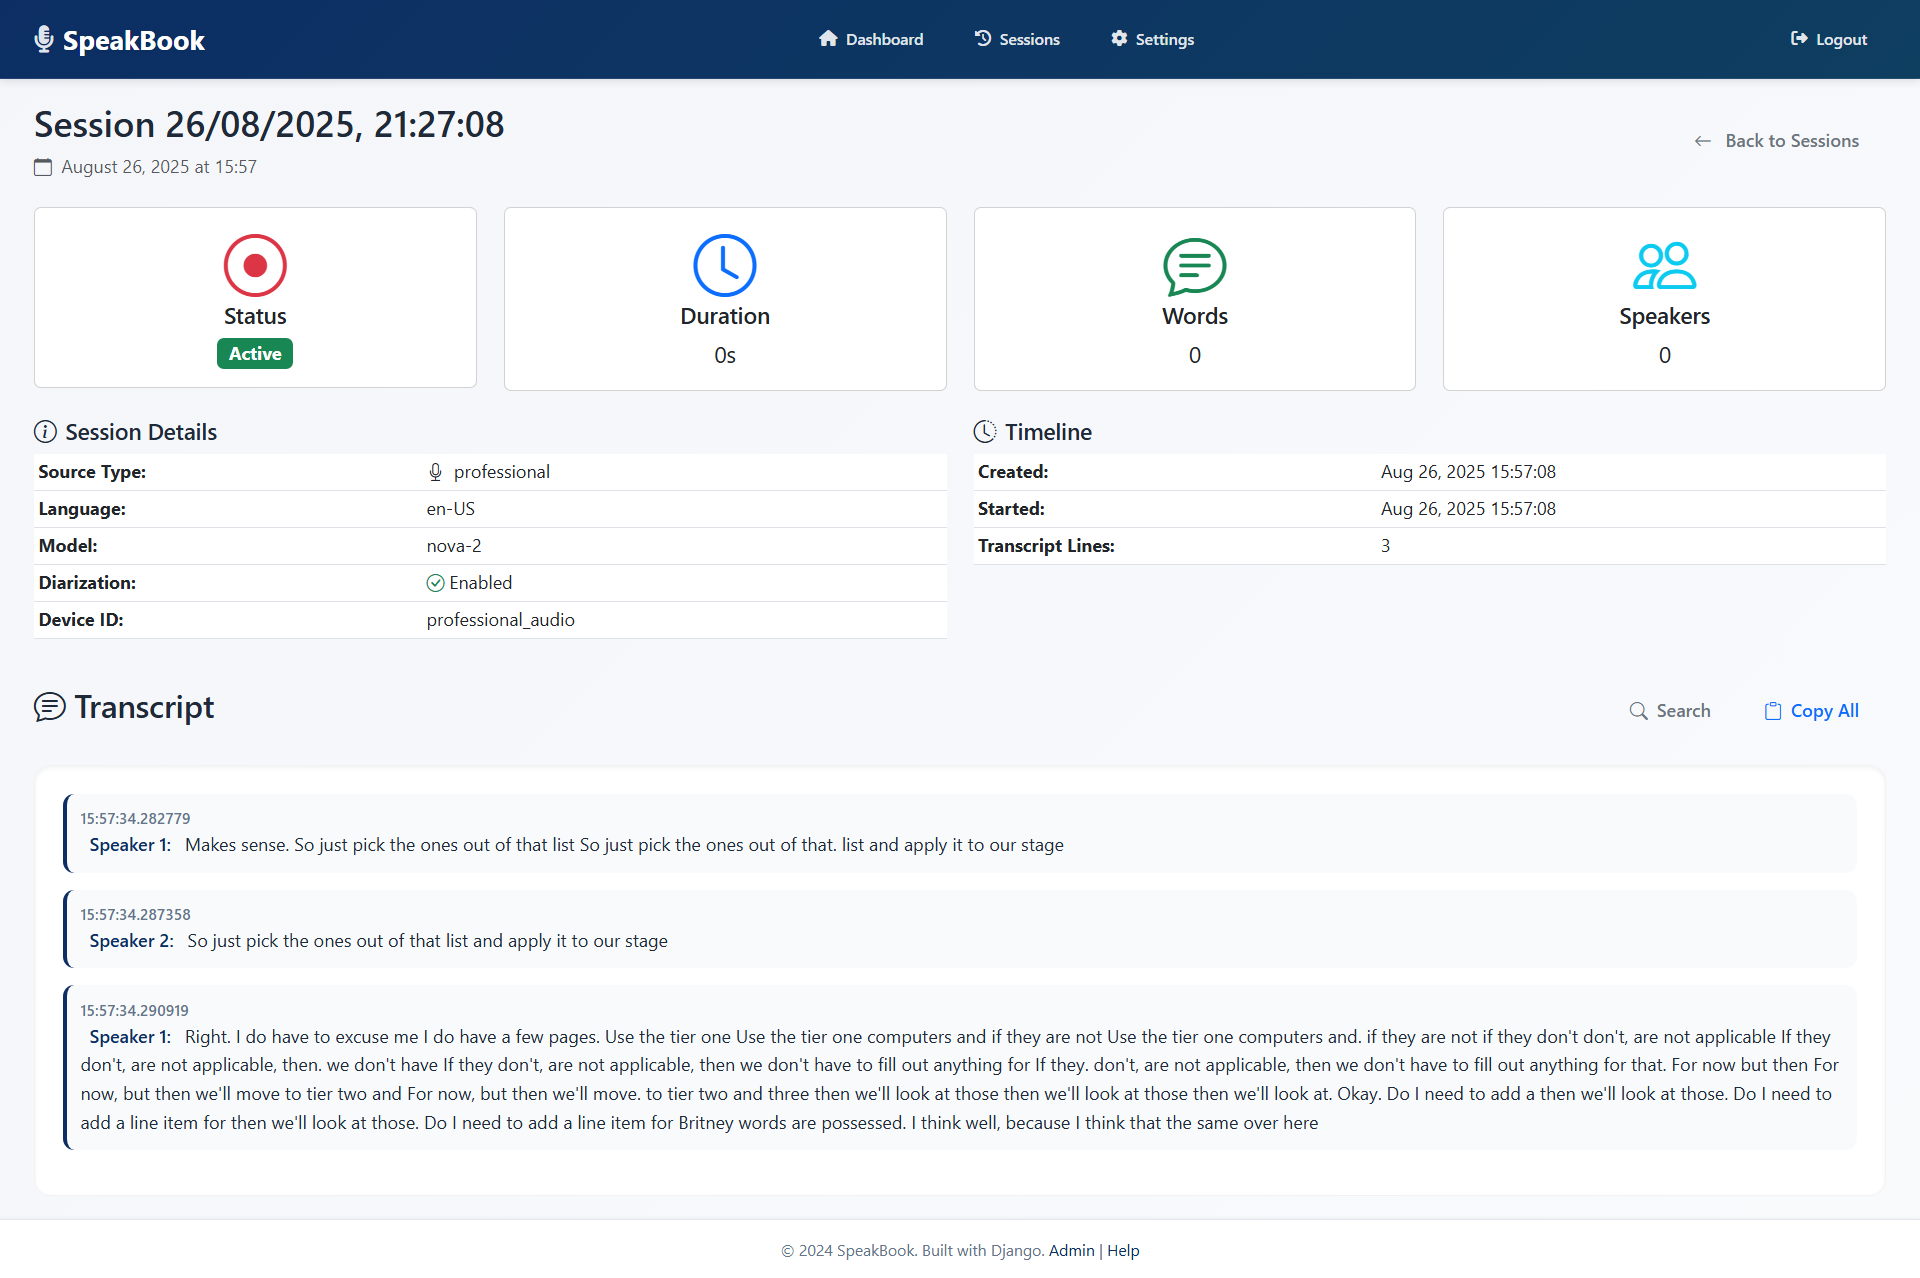 SpeakBook
Dashboard
Sessions
Settings
Logout
Session 26/08/2025, 21:27:08
August 26, 2025 at 15:57
Back to Sessions
Status
Active
Duration
0s
Words
0
Speakers
0
Session Details
Source Type: professional
Language: en-US
Model: nova-2
Diarization: Enabled
Device ID: professional_audio
Timeline
Created: Aug 26, 2025 15:57:08
Started: Aug 26, 2025 15:57:08
Transcript Lines: 3
Transcript
Search
Copy All
15:57:34.282779
Speaker 1: Makes sense. So just pick the ones out of that list So just pick the ones out of that. list and apply it to our stage
15:57:34.287358
Speaker 2: So just pick the ones out of that list and apply it to our stage
15:57:34.290919
Speaker 1: Right. I do have to excuse me I do have a few pages. Use the tier one Use the tier one computers and if they are not Use the tier one computers and. if they are not if they don't don't, are not applicable If they
don't, are not applicable, then. we don't have If they don't, are not applicable, then we don't have to fill out anything for If they. don't, are not applicable, then we don't have to fill out anything for that. For now but then For
now, but then we'll move to tier two and For now, but then we'll move. to tier two and three then we'll look at those then we'll look at those then we'll look at. Okay. Do I need to add a then we'll look at those. Do I need to
add a line item for then we'll look at those. Do I need to add a line item for Britney words are possessed. I think well, because I think that the same over here
© 2024 SpeakBook. Built with Django. Admin | Help